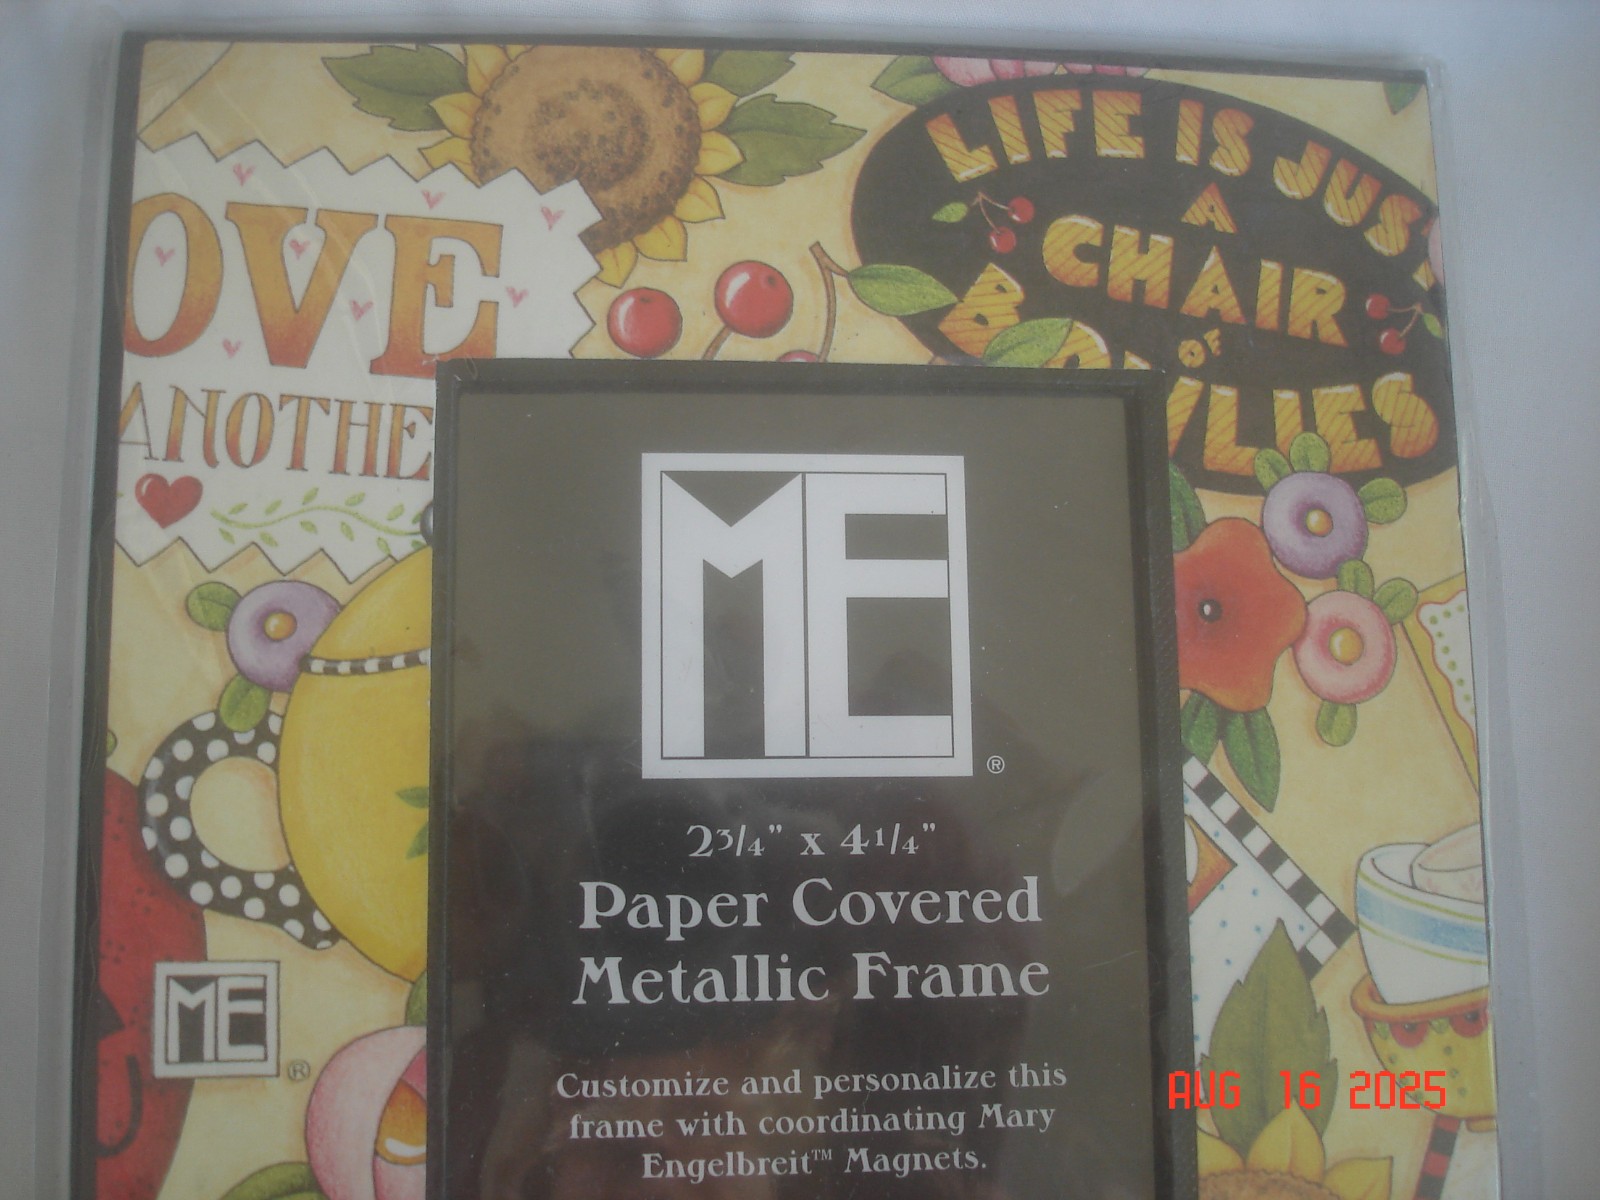 LIFE IS JUST
A
CHAIR
OF
OVE
ANOTHE
ME®
2¾" x 4¼"
Paper Covered
Metallic Frame
Customize and personalize this
frame with coordinating Mary
Engelbreit™ Magnets.
ME®
AUG 16 2025